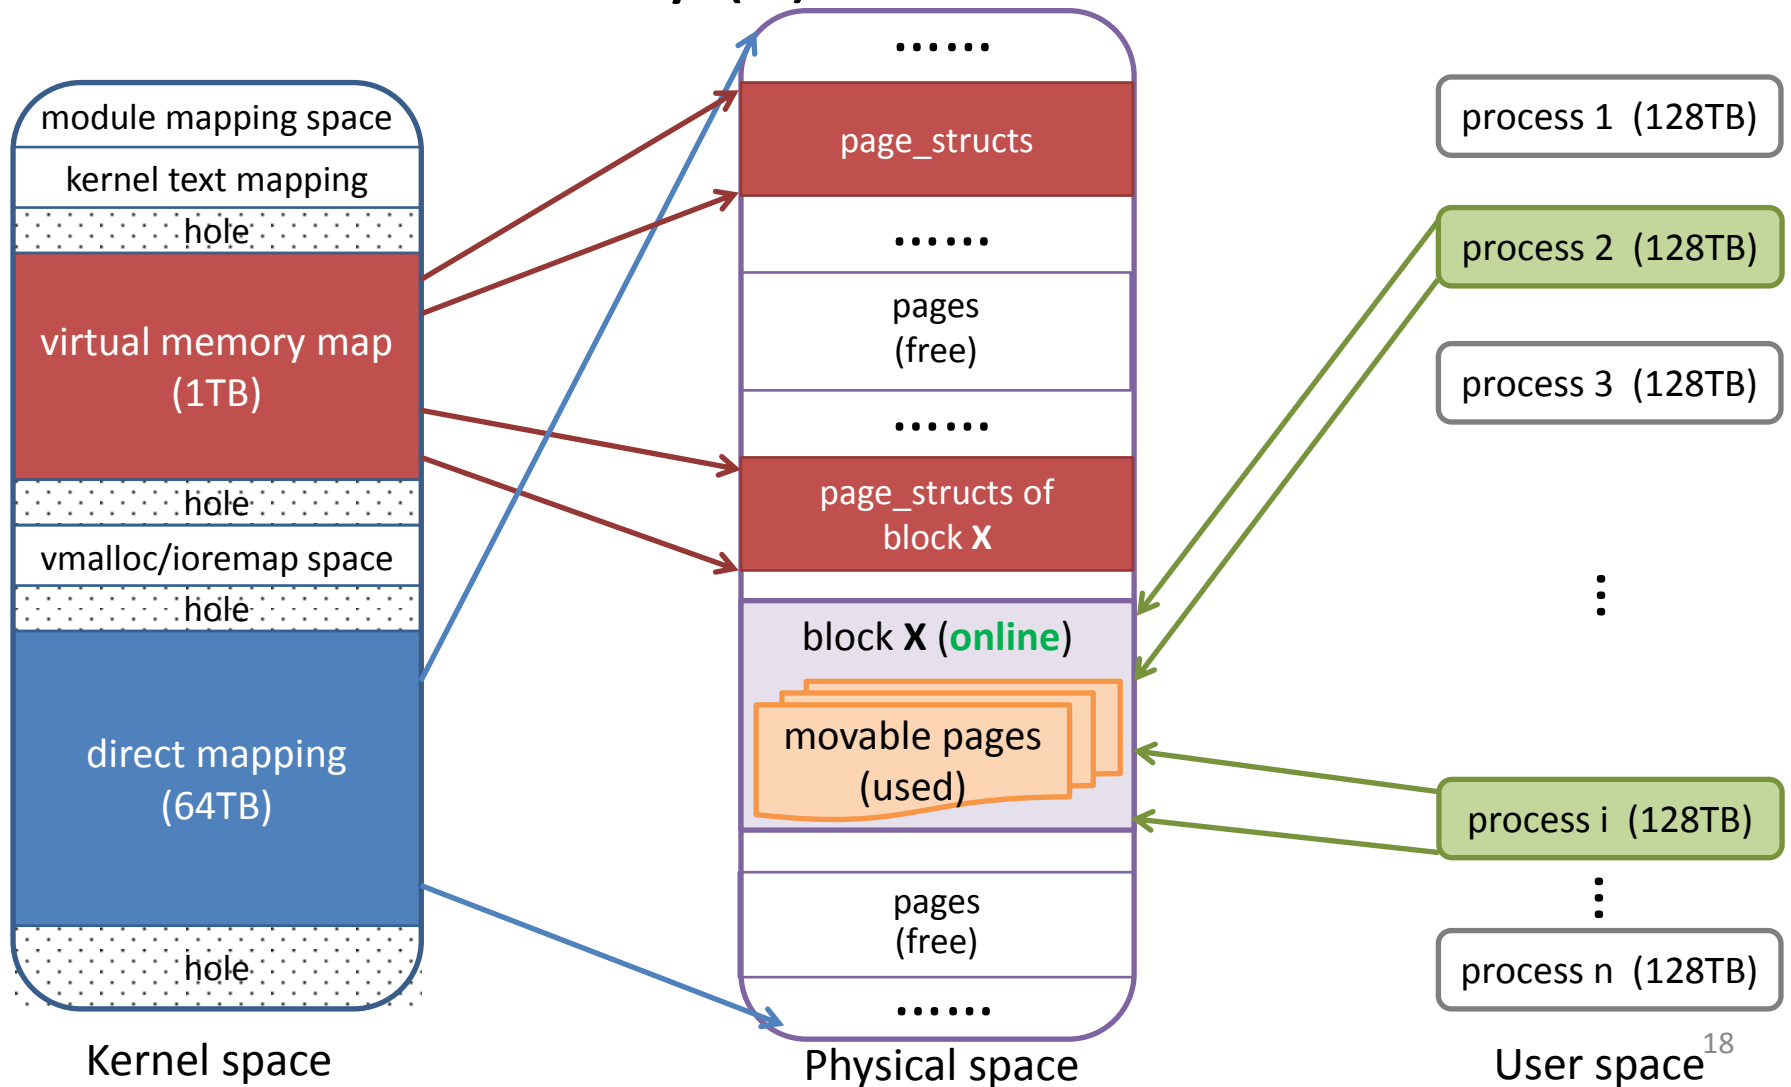 module mapping space
kernel text mapping
hole
virtual memory map
(1TB)
hole
vmalloc/ioremap space
hole
direct mapping
(64TB)
hole
Kernel space
......
page_structs
......
pages
(free)
......
page_structs of
block X
block X (online)
movable pages
(used)
pages
(free)
......
Physical space
process 1 (128TB)
process 2 (128TB)
process 3 (128TB)
⋮
process i (128TB)
⋮
process n (128TB)
User space
18